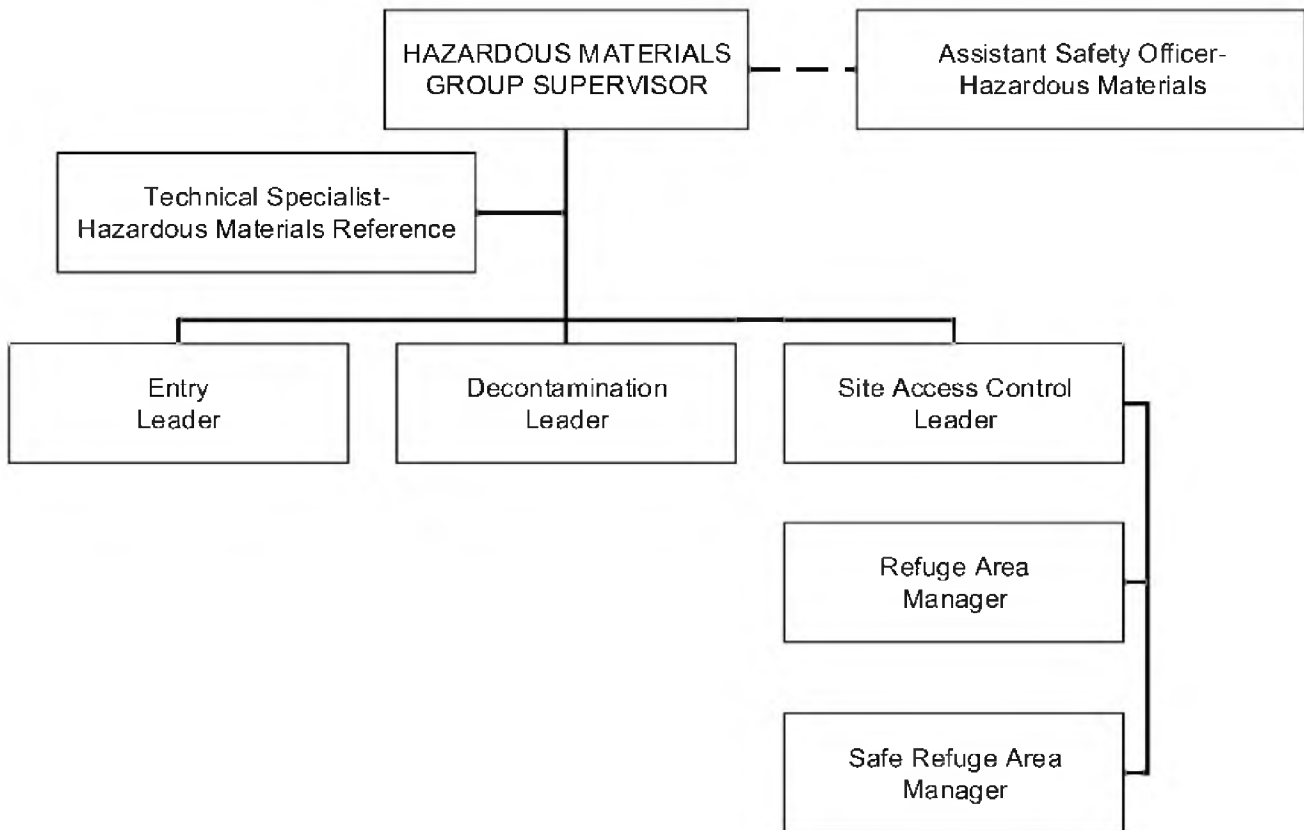 HAZARDOUS MATERIALS
GROUP SUPERVISOR
Assistant Safety Officer-
Hazardous Materials
Technical Specialist-
Hazardous Materials Reference
Entry
Leader
Decontamination
Leader
Site Access Control
Leader
Refuge Area
Manager
Safe Refuge Area
Manager